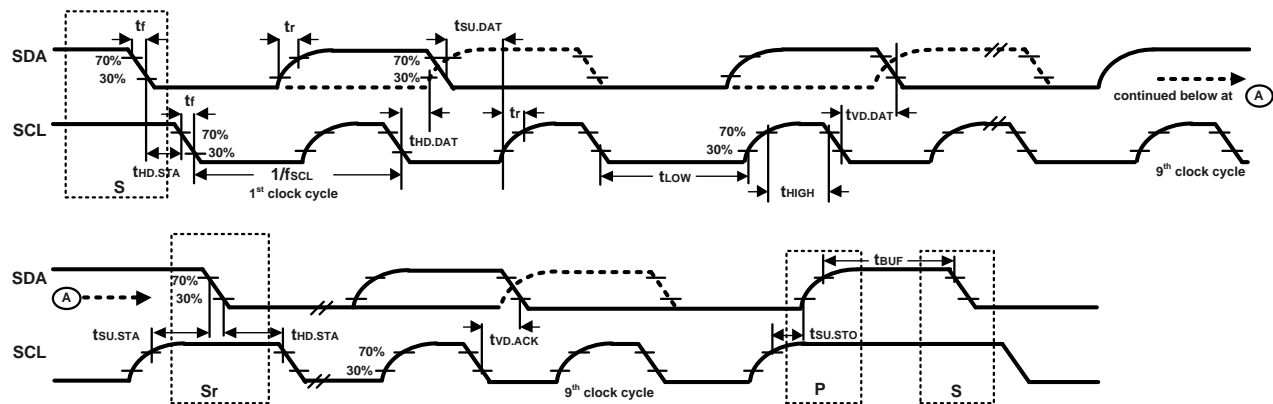 tf
tr
tSU.DAT
SDA
70%
30%
70%
30%
continued below at A
tf
tr
tHD.DAT
tVD.DAT
SCL
70%
30%
70%
30%
tHD.STA
1/fSCL
1st clock cycle
tLOW
tHIGH
9th clock cycle
S
SDA
70%
30%
tBUF
A
tSU.STA
tHD.STA
tVD.ACK
tSU.STO
SCL
70%
30%
9th clock cycle
Sr
P
S